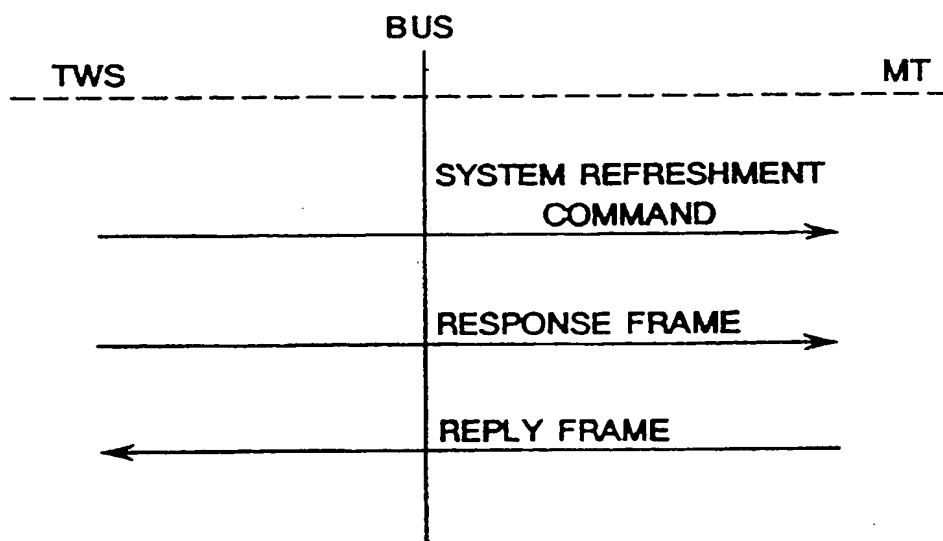 BUS
TWS
MT
SYSTEM REFRESHMENT
COMMAND
RESPONSE FRAME
REPLY FRAME